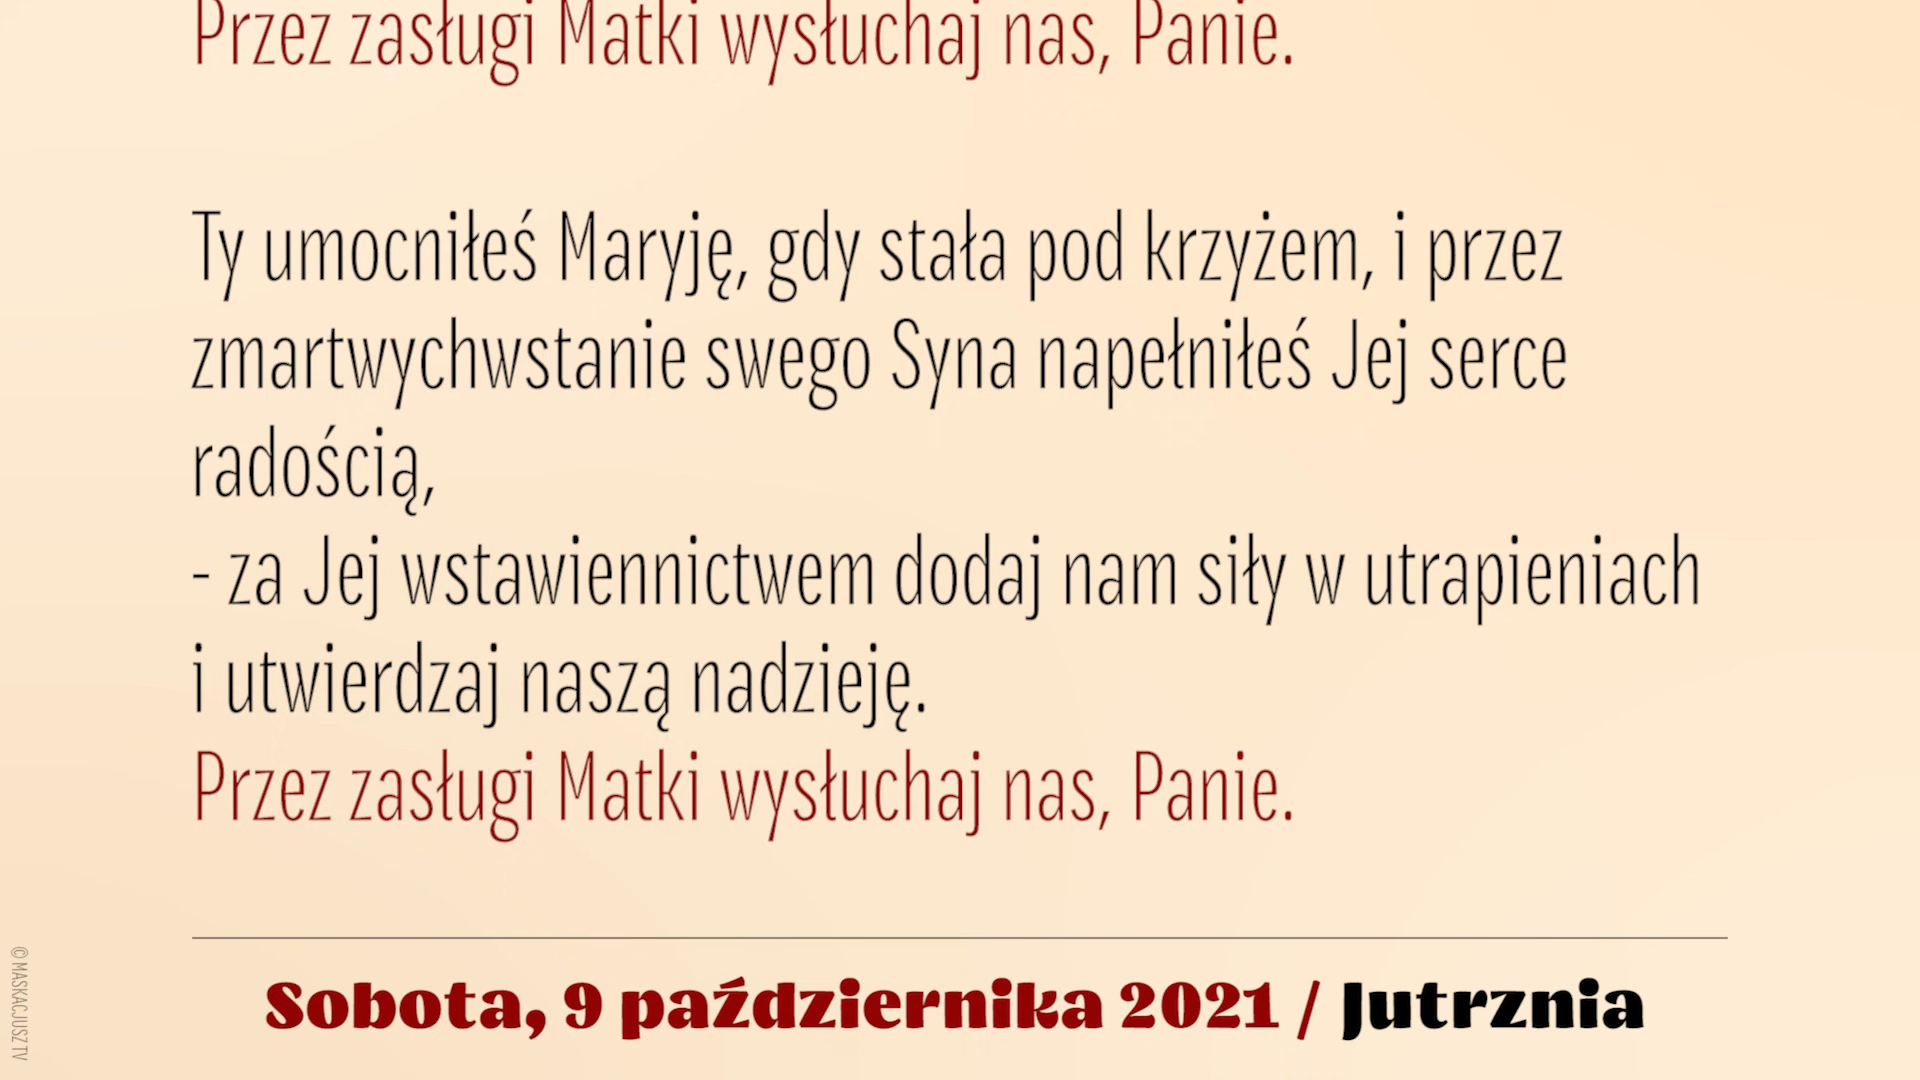 Przez zasługi Matki wysłuchaj nas, Panie.
Ty umocniłeś Maryję, gdy stała pod krzyżem, i przez
zmartwychwstanie swego Syna napełniłeś Jej serce
radością,
- za Jej wstawiennictwem dodaj nam siły w utrapieniach
i utwierdzaj naszą nadzieję.
Przez zasługi Matki wysłuchaj nas, Panie.
Sobota, 9 października 2021 / Jutrznia
© MASKACJUSZ TV